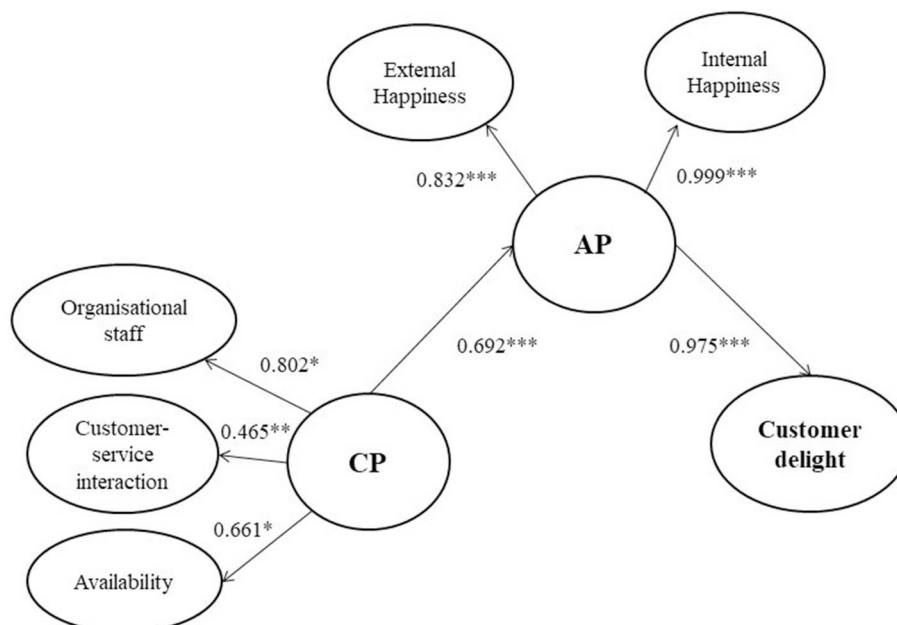 External
Happiness
Internal
Happiness
0.832***
0.999***
AP
Organisational
staff
0.692***
0.975***
0.802*
Customer-
service
interaction
0.465**
CP
Customer
delight
0.661*
Availability